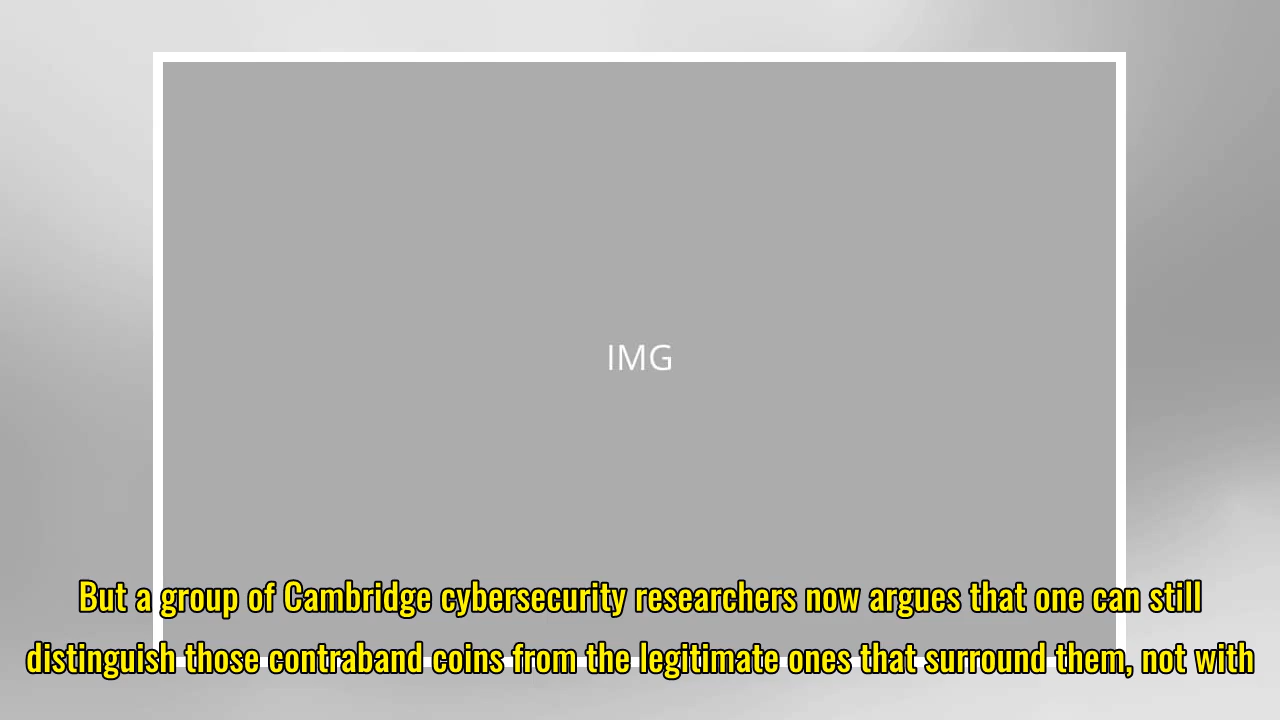 IMG
But a group of Cambridge cybersecurity researchers now argues that one can still
distinguish those contraband coins from the legitimate ones that surround them, not with